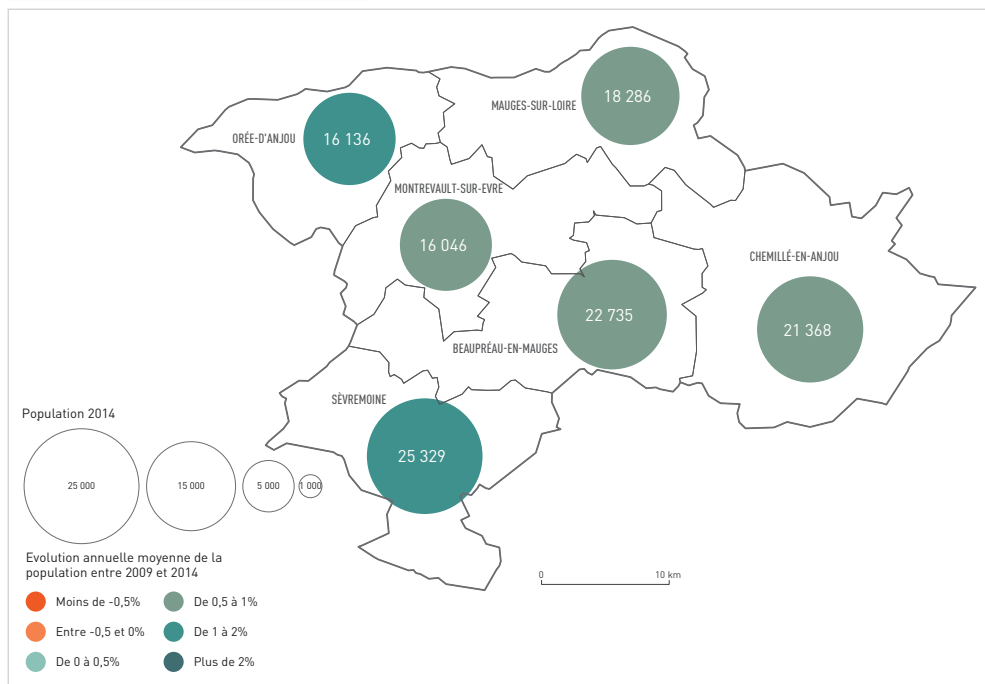 18 286
MAUGES-SUR-LOIRE
ORÉE-D'ANJOU
16 136
MONTREVAULT-SUR-EVRE
16 046
CHEMILLÉ-EN-ANJOU
22 735
21 368
BEAUPRÉAU-EN-MAUGES
SÈVREMOINE
25 329
Population 2014
25 000
15 000
5 000
1 000
Evolution annuelle moyenne de la
population entre 2009 et 2014
Moins de -0,5%
Entre -0,5 et 0%
De 0 à 0,5%
De 0,5 à 1%
De 1 à 2%
Plus de 2%
0 10 km